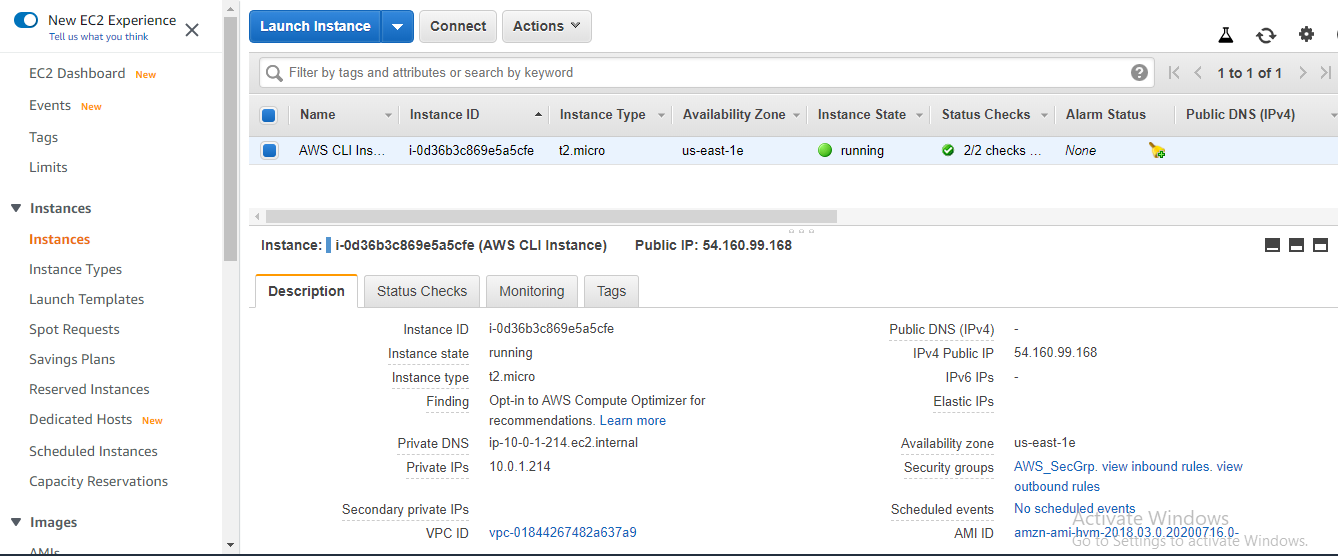 New EC2 Experience
Tell us what you think
EC2 Dashboard New
Events New
Tags
Limits
Instances
Instances
Instance Types
Launch Templates
Spot Requests
Savings Plans
Reserved Instances
Dedicated Hosts New
Scheduled Instances
Capacity Reservations
Images
AMIs
Launch Instance Connect Actions
Filter by tags and attributes or search by keyword
1 to 1 of 1
Name Instance ID Instance Type Availability Zone Instance State Status Checks Alarm Status Public DNS (IPv4)
AWS CLI Ins... i-0d36b3c869e5a5cfe t2.micro us-east-1e running 2/2 checks ... None
Instance: i-0d36b3c869e5a5cfe (AWS CLI Instance) Public IP: 54.160.99.168
Description Status Checks Monitoring Tags
Instance ID i-0d36b3c869e5a5cfe Public DNS (IPv4) -
Instance state running IPv4 Public IP 54.160.99.168
Instance type t2.micro IPv6 IPs -
Finding Opt-in to AWS Compute Optimizer for Elastic IPs
recommendations. Learn more
Private DNS ip-10-0-1-214.ec2.internal Availability zone us-east-1e
Private IPs 10.0.1.214 Security groups AWS_SecGrp. view inbound rules. view
outbound rules
Secondary private IPs Scheduled events No scheduled events
VPC ID vpc-01844267482a637a9 AMI ID amzn-ami-hvm-2018.03.0.20200716.0-
Activate Windows
Go to Settings to activate Windows.